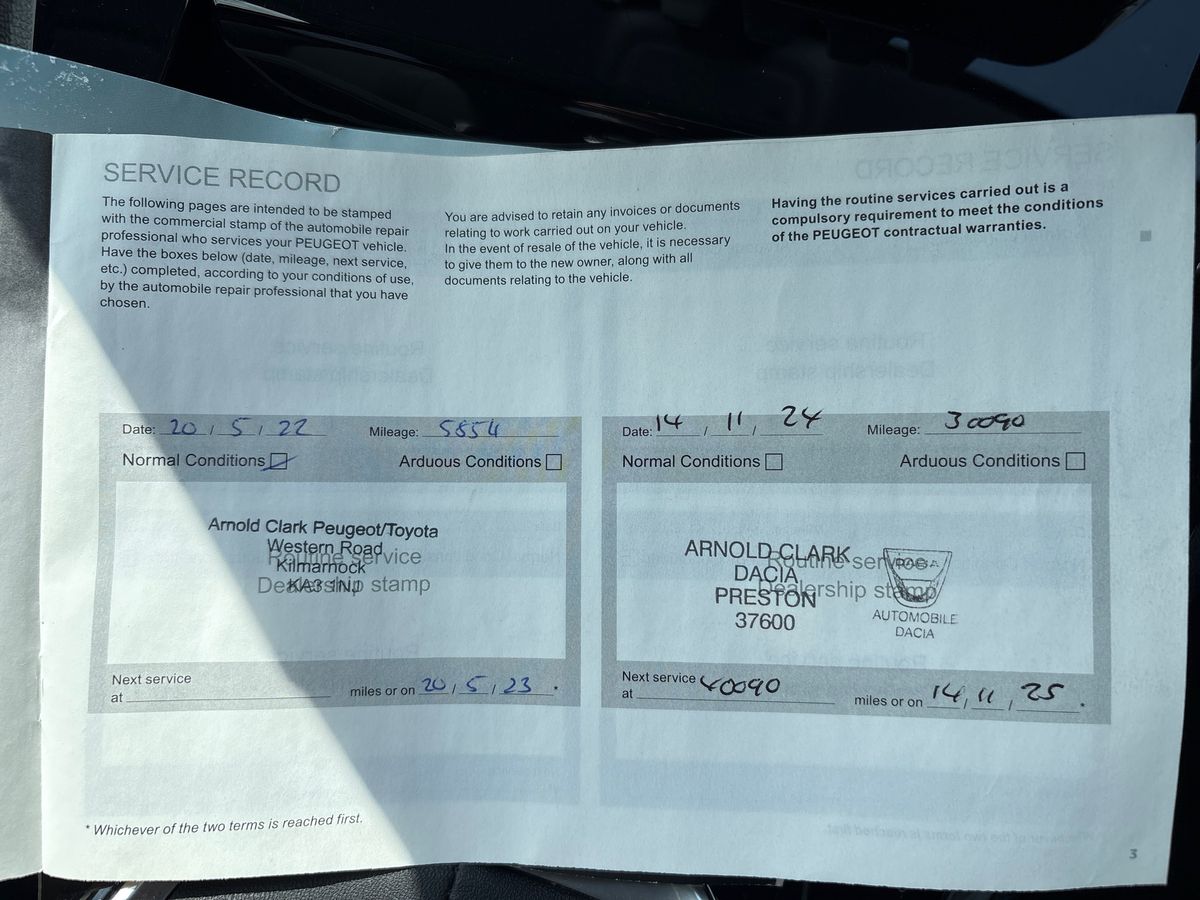 SERVICE RECORD
The following pages are intended to be stamped
with the commercial stamp of the automobile repair
professional who services your PEUGEOT vehicle.
Have the boxes below (date, mileage, next service,
etc.) completed, according to your conditions of use,
by the automobile repair professional that you have
chosen.
You are advised to retain any invoices or documents
relating to work carried out on your vehicle.
In the event of resale of the vehicle, it is necessary
to give them to the new owner, along with all
documents relating to the vehicle.
Having the routine services carried out is a
compulsory requirement to meet the conditions
of the PEUGEOT contractual warranties.
Date: 20 / 5 / 22 Mileage: 5854
Normal Conditions Arduous Conditions
Arnold Clark Peugeot/Toyota
Western Road
Routine service
Kilmarnock
Dealership stamp
KA3 1NJ
Next service
at miles or on 20 / 5 / 23 .
Date: 14 / 11 / 24 Mileage: 30090
Normal Conditions Arduous Conditions
ARNOLD CLARK
Routine service
DACIA
Dealership stamp
PRESTON
37600
AUTOMOBILE
DACIA
Next service
at 40090 miles or on 14 / 11 / 25 .*
* Whichever of the two terms is reached first.
3